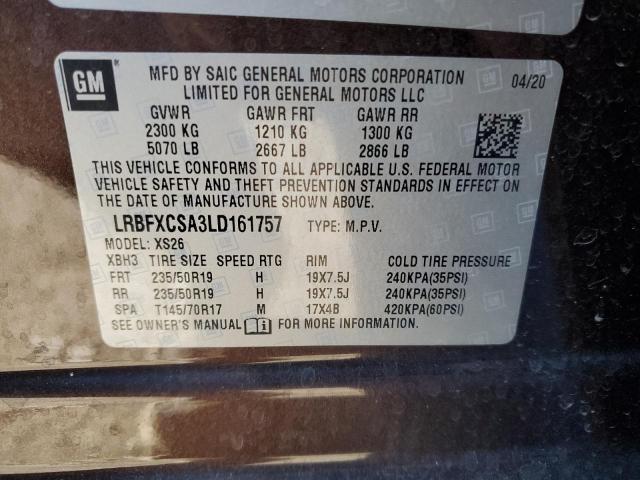 GM
MFD BY SAIC GENERAL MOTORS CORPORATION 04/20
LIMITED FOR GENERAL MOTORS LLC
GVWR GAWR FRT GAWR RR
2300 KG 1210 KG 1300 KG
5070 LB 2667 LB 2866 LB
THIS VEHICLE CONFORMS TO ALL APPLICABLE U.S. FEDERAL MOTOR
VEHICLE SAFETY AND THEFT PREVENTION STANDARDS IN EFFECT ON
THE DATE OF MANUFACTURE SHOWN ABOVE.
LRBFXCSA3LD161757 TYPE: M.P.V.
MODEL: XS26
XBH3 TIRE SIZE SPEED RTG RIM COLD TIRE PRESSURE
FRT 235/50R19 H 19X7.5J 240KPA(35PSI)
RR 235/50R19 H 19X7.5J 240KPA(35PSI)
SPA T145/70R17 M 17X4B 420KPA(60PSI)
SEE OWNER'S MANUAL FOR MORE INFORMATION.